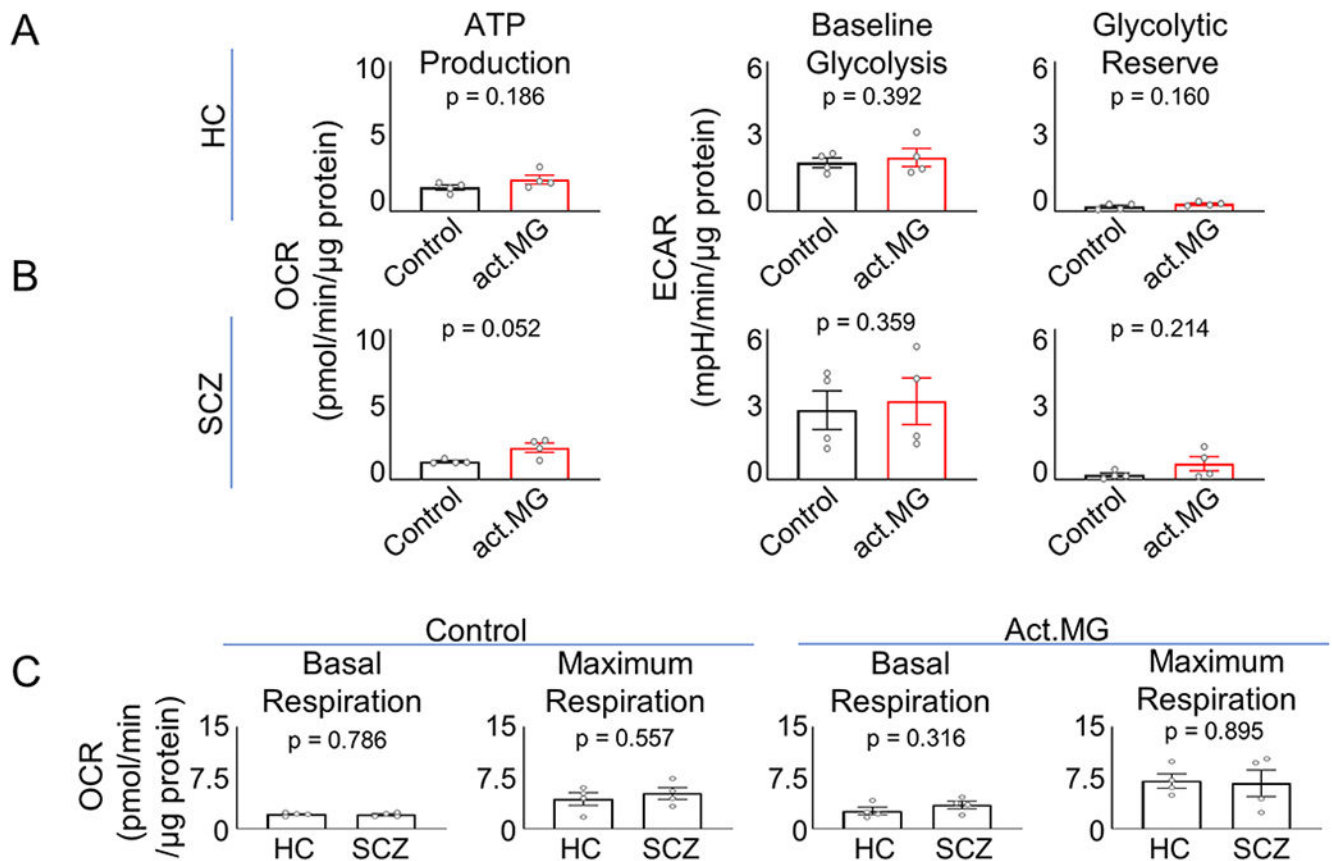 A
HC
ATP
Production
10
5
0
p = 0.186
Control
act.MG
Baseline
Glycolysis
6
3
0
p = 0.392
Control
act.MG
Glycolytic
Reserve
6
3
0
p = 0.160
Control
act.MG
OCR
(pmol/min/µg protein)
ECAR
(mpH/min/µg protein)
B
SCZ
10
5
0
p = 0.052
Control
act.MG
6
3
0
p = 0.359
Control
act.MG
6
3
0
p = 0.214
Control
act.MG
C
Control
Act.MG
OCR
(pmol/min
/µg protein)
Basal
Respiration
15
7.5
0
p = 0.786
HC
SCZ
Maximum
Respiration
15
7.5
0
p = 0.557
HC
SCZ
Basal
Respiration
15
7.5
0
p = 0.316
HC
SCZ
Maximum
Respiration
15
7.5
0
p = 0.895
HC
SCZ